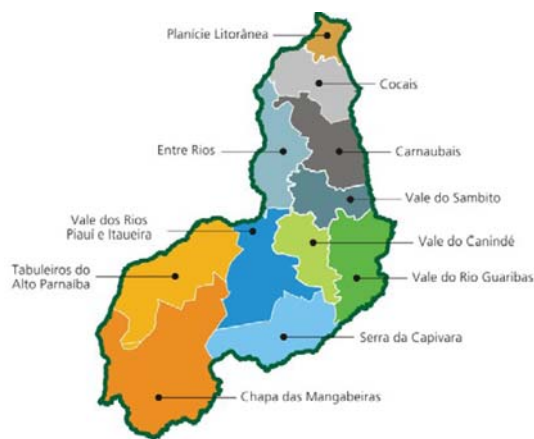 Planície Litorânea
Cocais
Entre Rios
Carnaubais
Vale do Sambito
Vale dos Rios
Piauí e Itaueira
Vale do Canindé
Tabuleiros do
Alto Parnaíba
Vale do Rio Guaribas
Serra da Capivara
Chapa das Mangabeiras